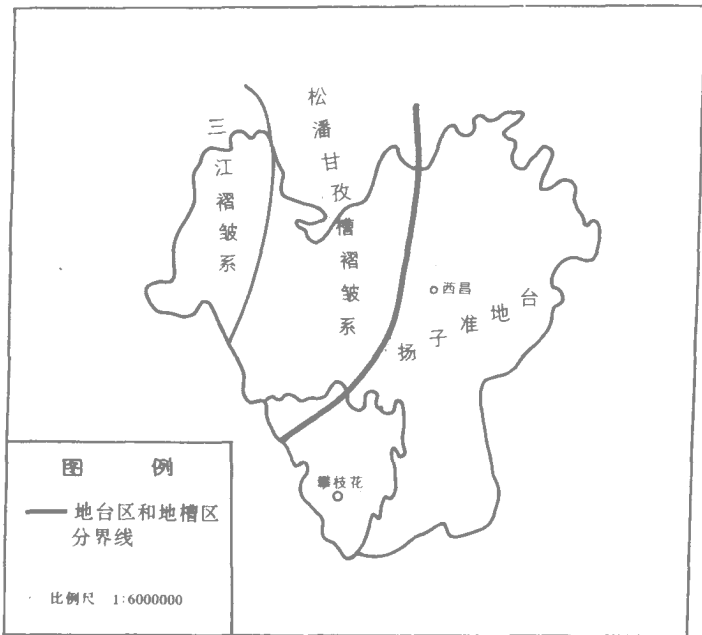 三江褶皱系
松潘甘孜槽褶皱系
西昌
扬子准地台
攀枝花
图 例
地台区和地槽区
分界线
比例尺 1:6000000